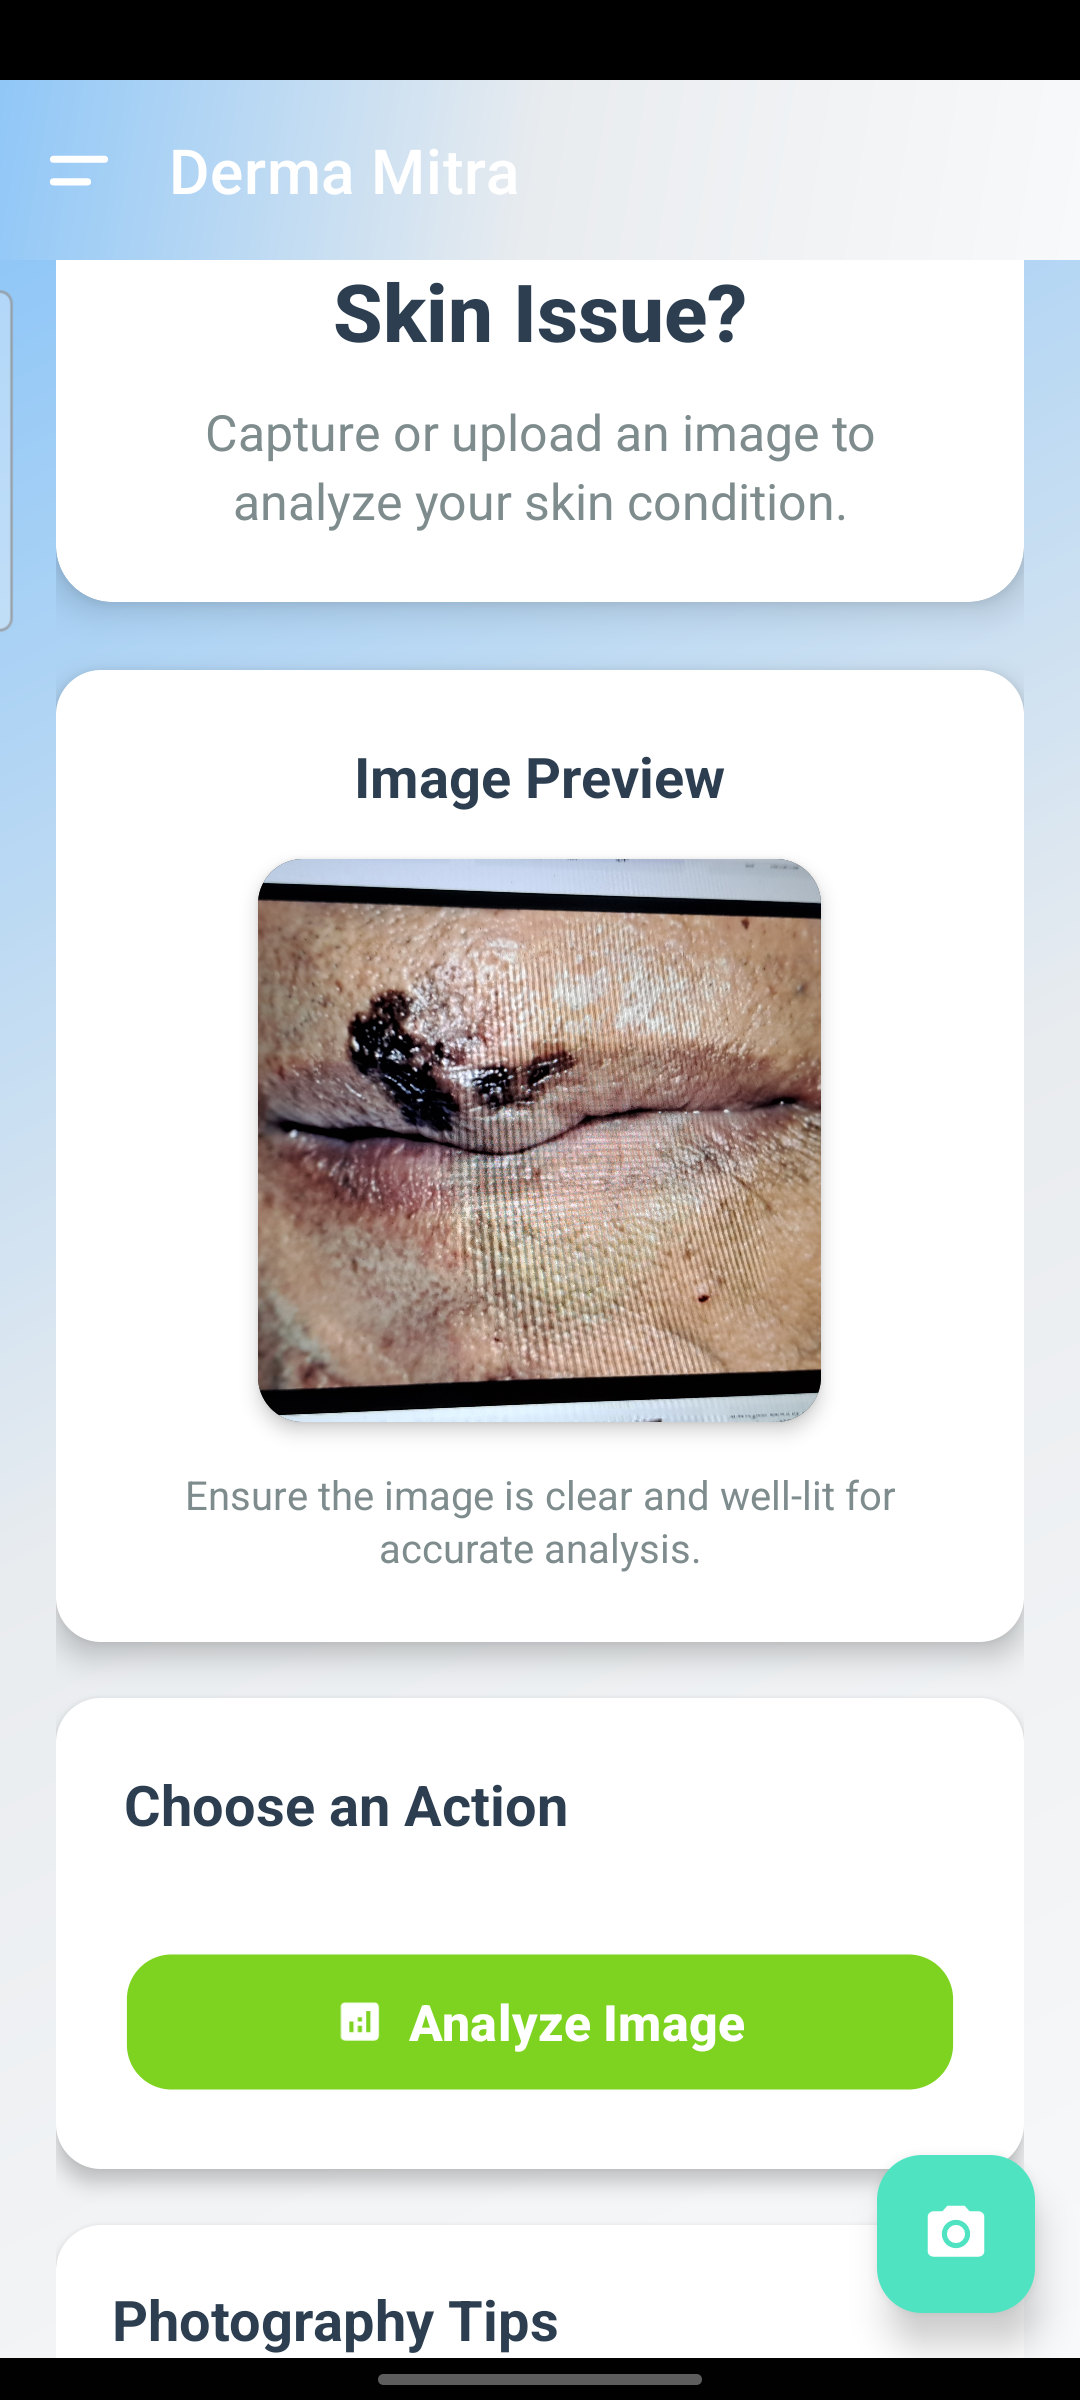 Derma Mitra
Skin Issue?
Capture or upload an image to
analyze your skin condition.
Image Preview
Ensure the image is clear and well-lit for
accurate analysis.
Choose an Action
Analyze Image
Photography Tips